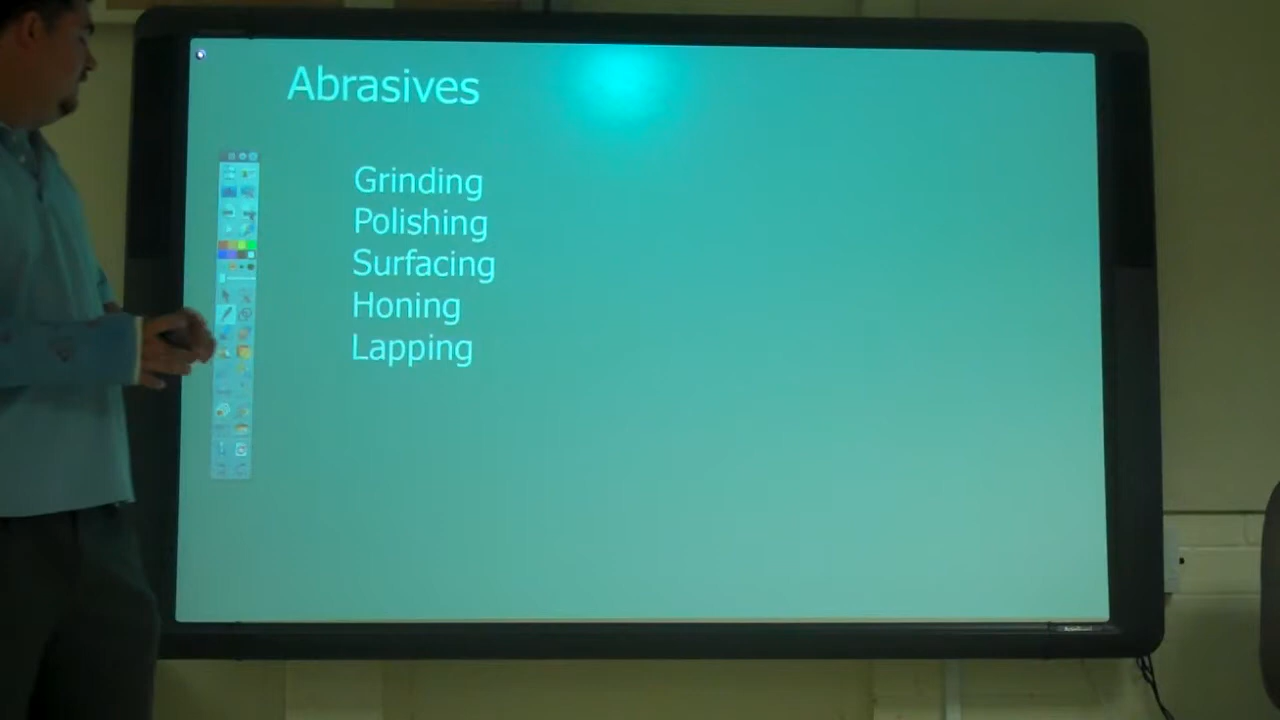 Abrasives
Grinding
Polishing
Surfacing
Honing
Lapping